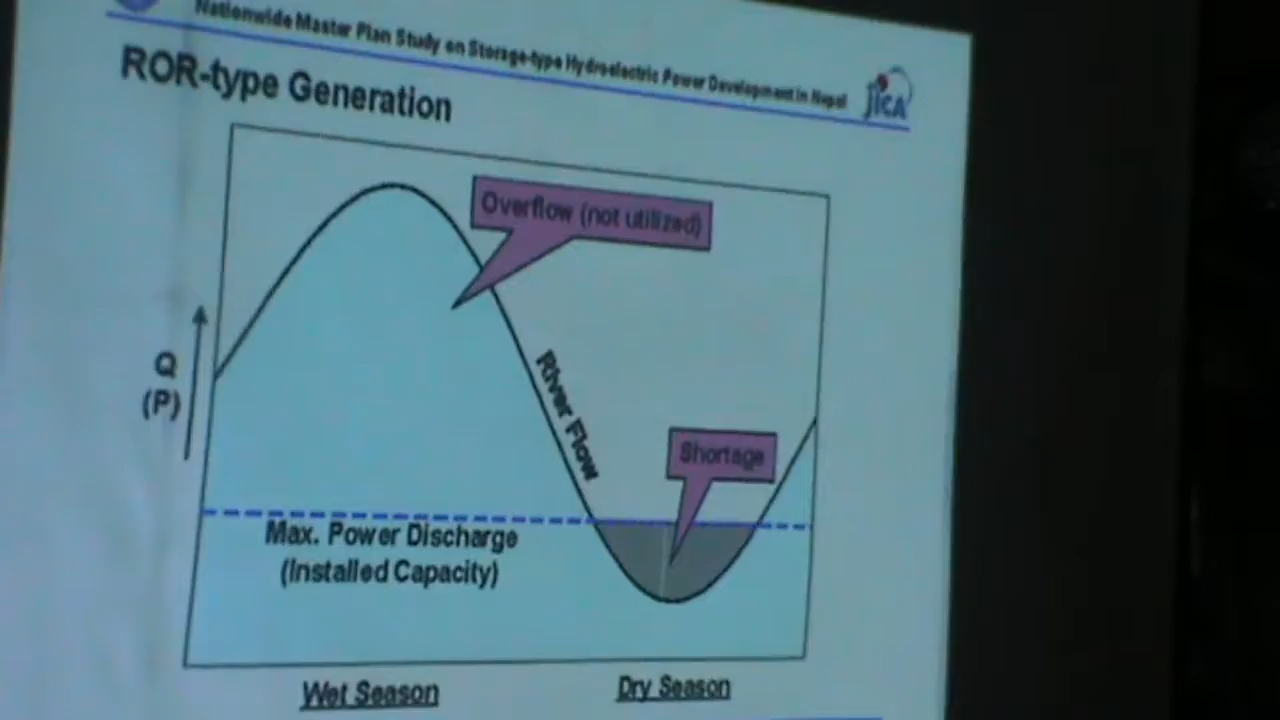 Nationwide Master Plan Study on Storage-type Hydroelectric Power Development in Nepal
JICA
ROR-type Generation
Overflow (not utilized)
Q
(P)
River Flow
Shortage
Max. Power Discharge
(Installed Capacity)
Wet Season
Dry Season